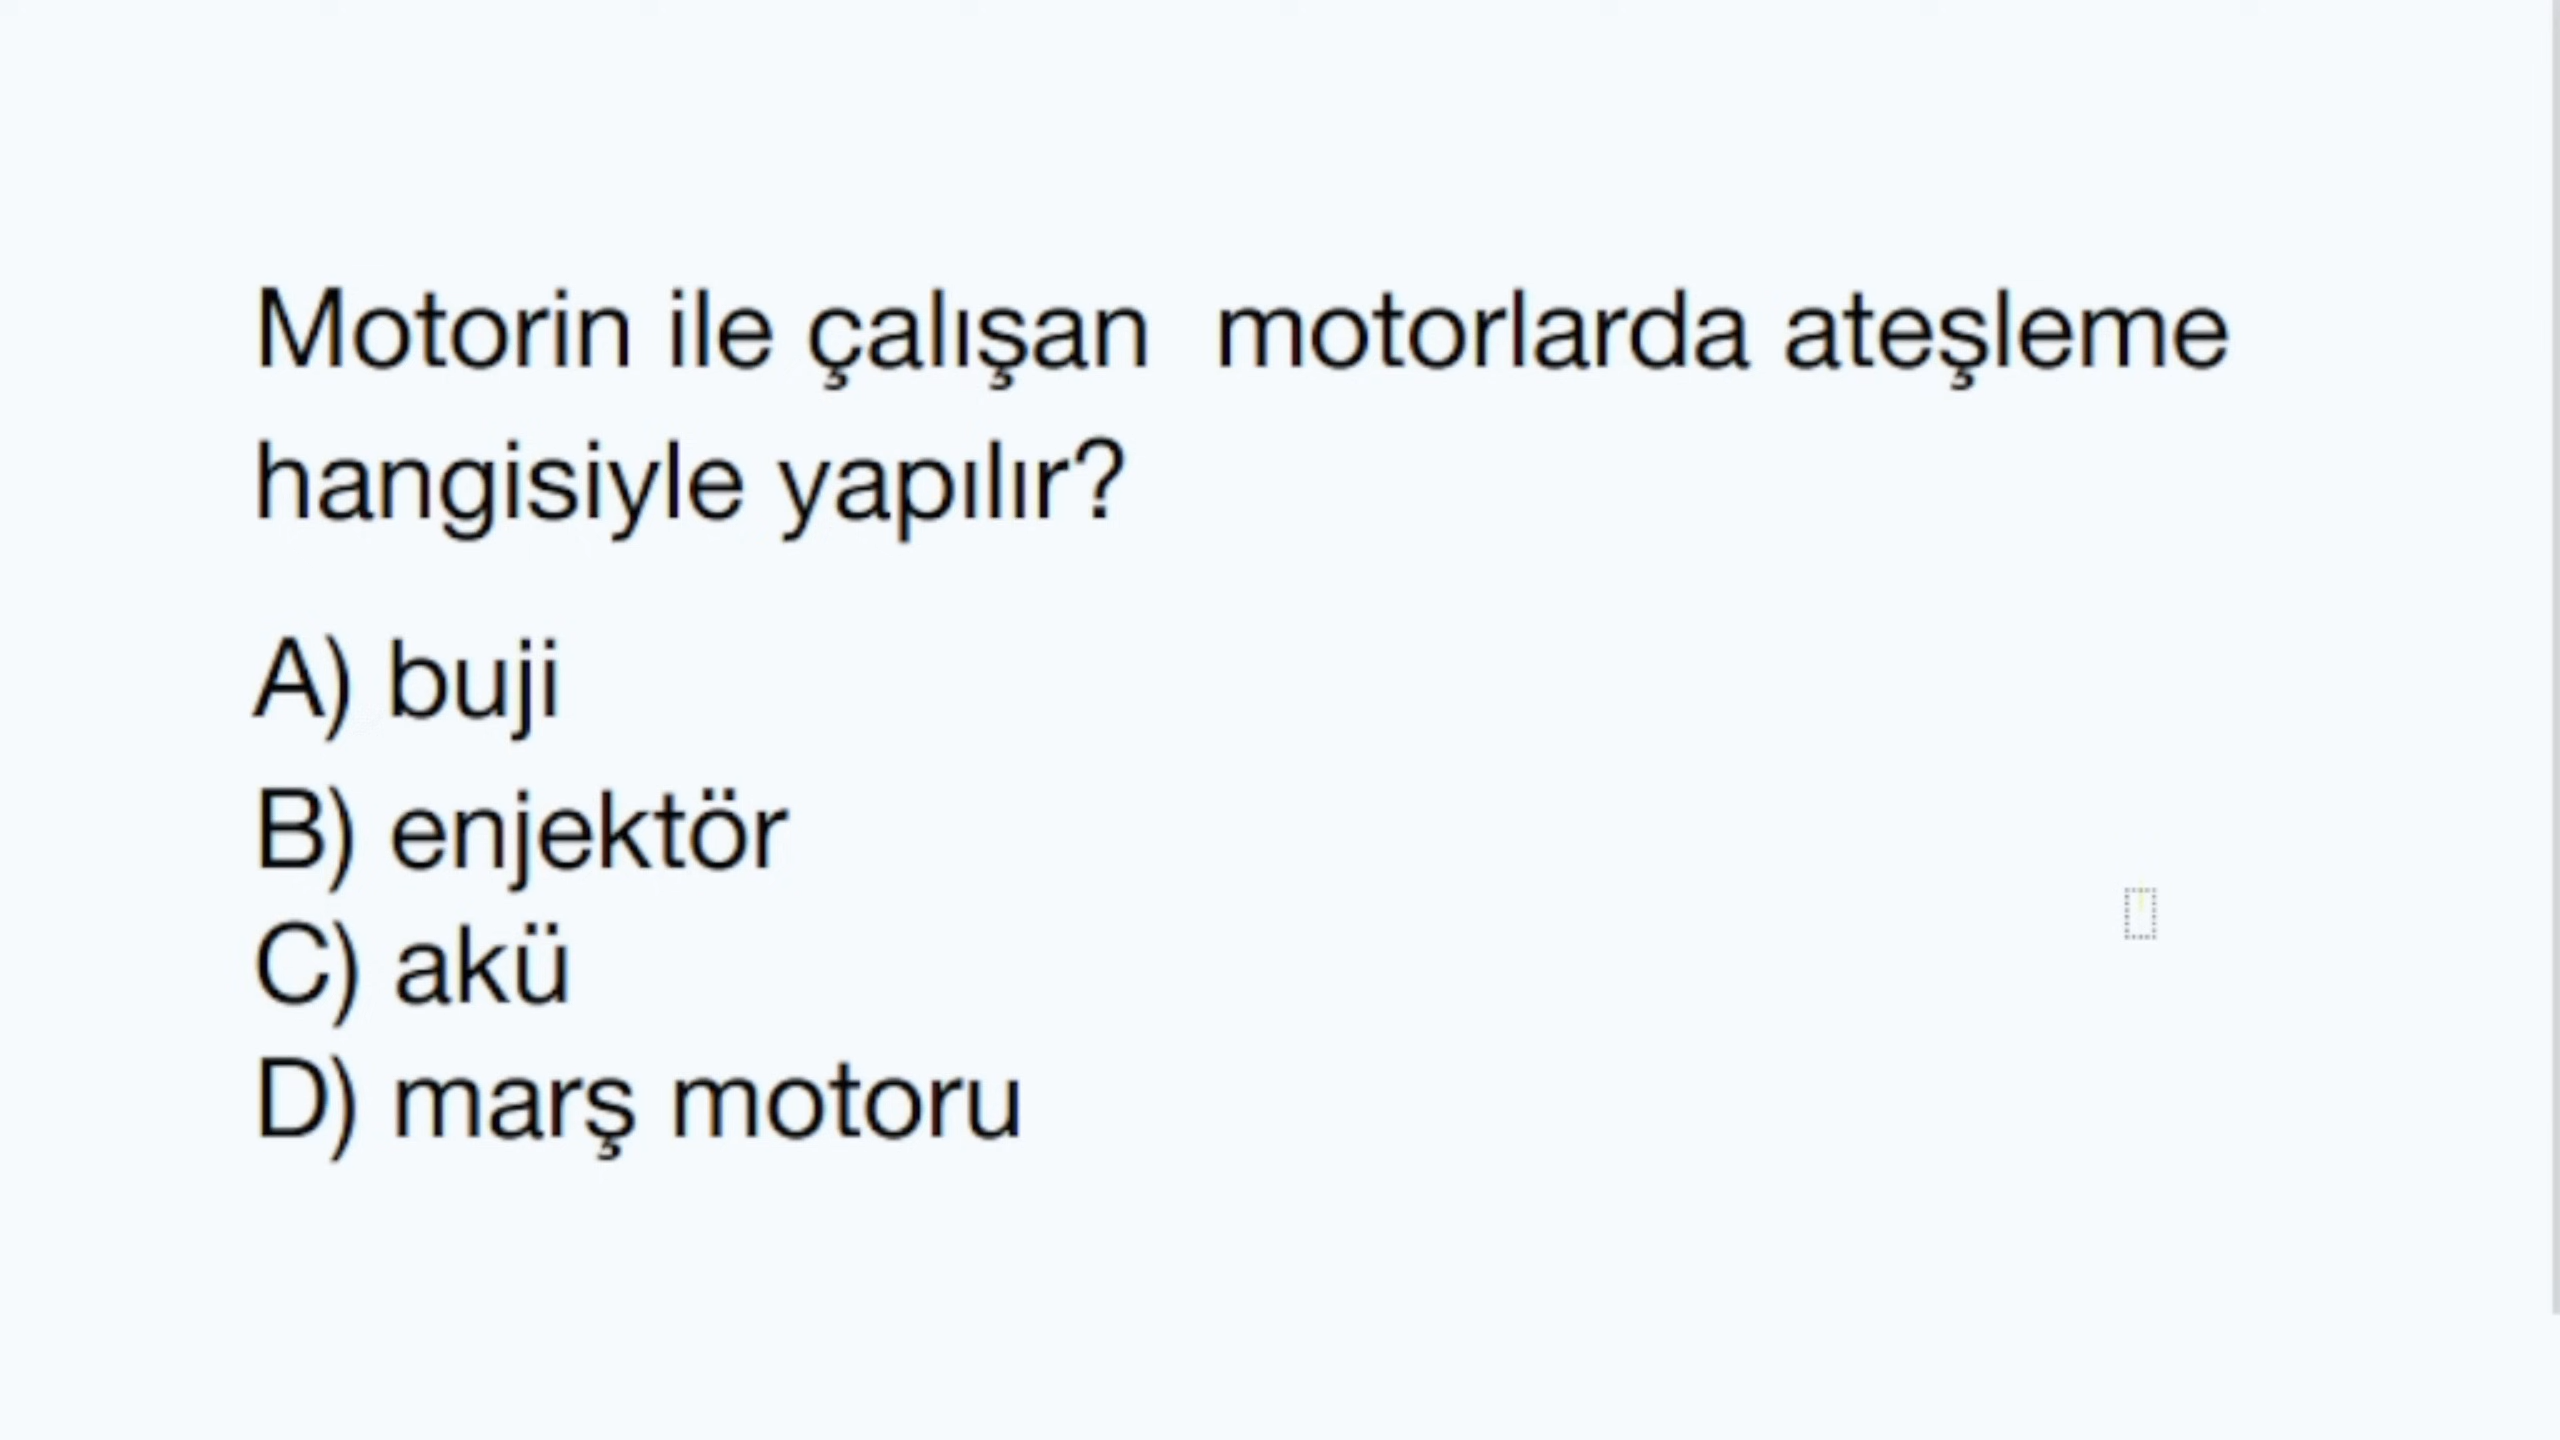 Motorin ile çalışan  motorlarda ateşleme
hangisiyle yapılır?
A) buji
B) enjektör
C) akü
D) marş motoru